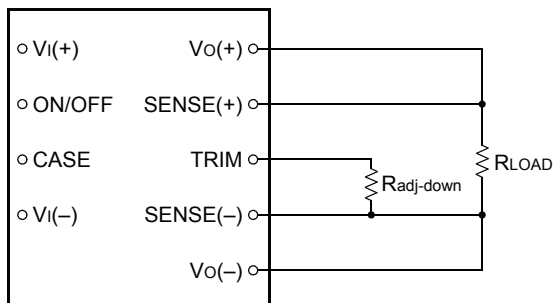 VI(+) VO(+)
ON/OFF SENSE(+)
CASE TRIM RLOAD
Radj-down
VI(–) SENSE(–)
VO(–)